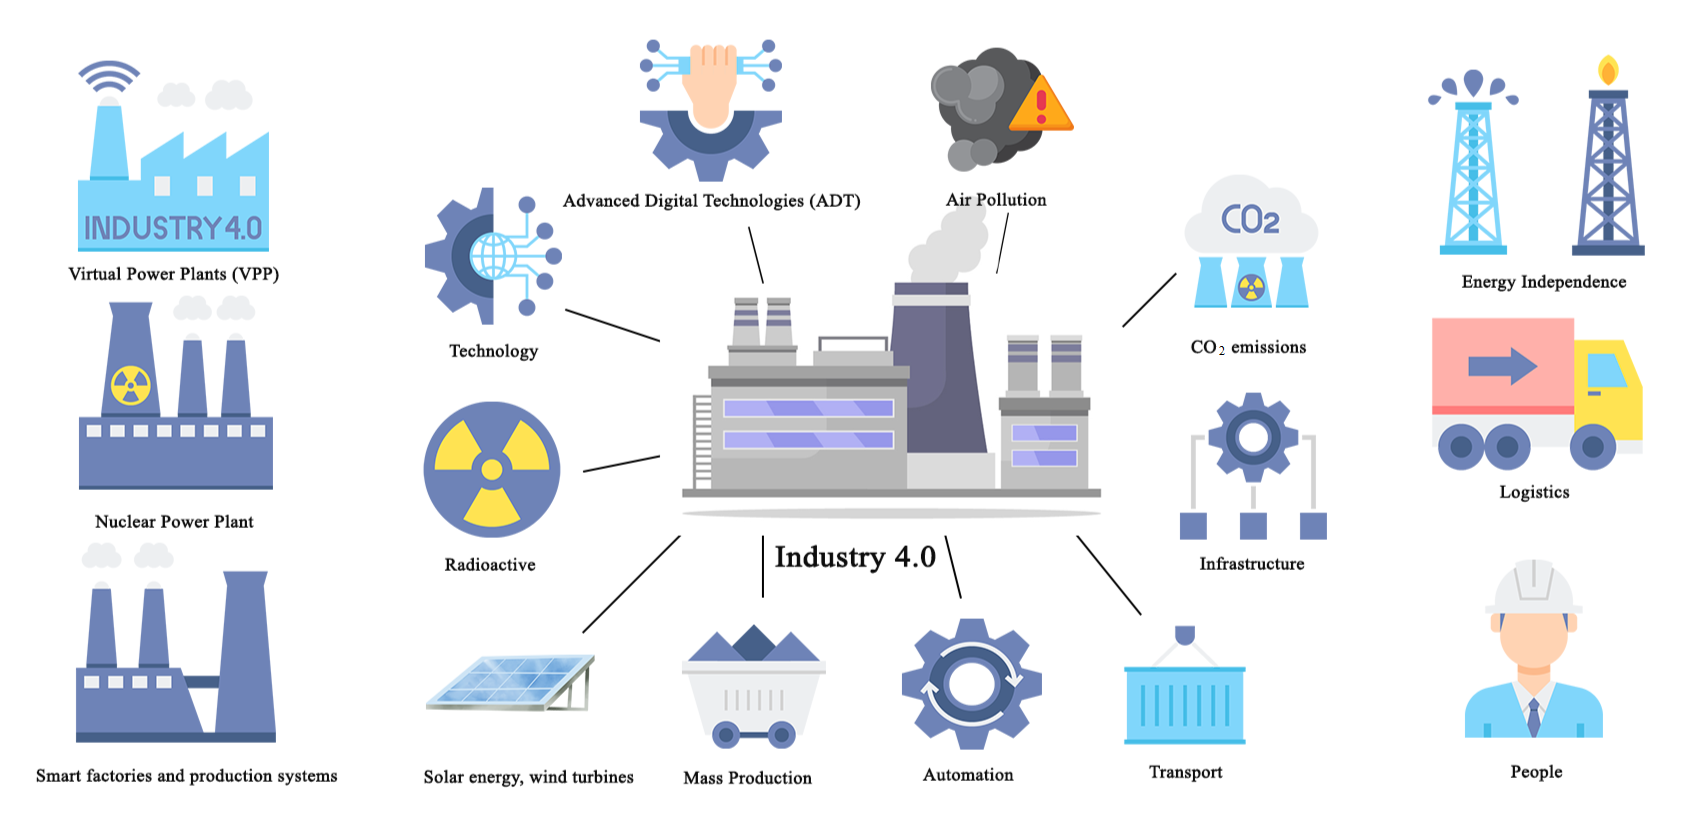 INDUSTRY 4.0
Virtual Power Plants (VPP)
Nuclear Power Plant
Smart factories and production systems
Advanced Digital Technologies (ADT)
Air Pollution
Technology
CO2
CO₂ emissions
Radioactive
Industry 4.0
Infrastructure
Solar energy, wind turbines
Mass Production
Automation
Transport
Energy Independence
Logistics
People